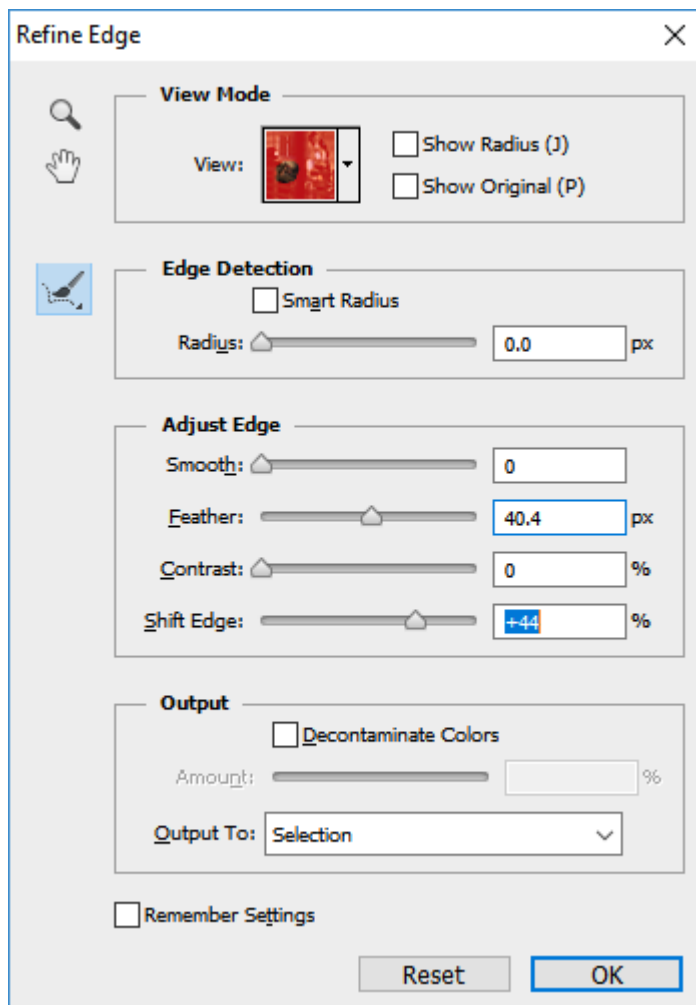 Refine Edge
View Mode
View:
Show Radius (J)
Show Original (P)
Edge Detection
Smart Radius
Radius: 0.0 px
Adjust Edge
Smooth: 0
Feather: 40.4 px
Contrast: 0 %
Shift Edge: +44 %
Output
Decontaminate Colors
Amount: %
Output To: Selection
Remember Settings
Reset OK